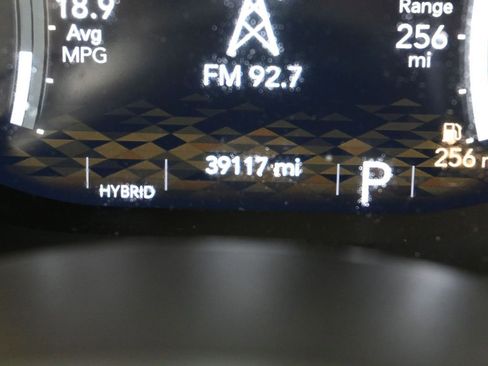 18.9
Avg
MPG
FM 92.7
Range
256
mi
39117 mi
HYBRID
P
256